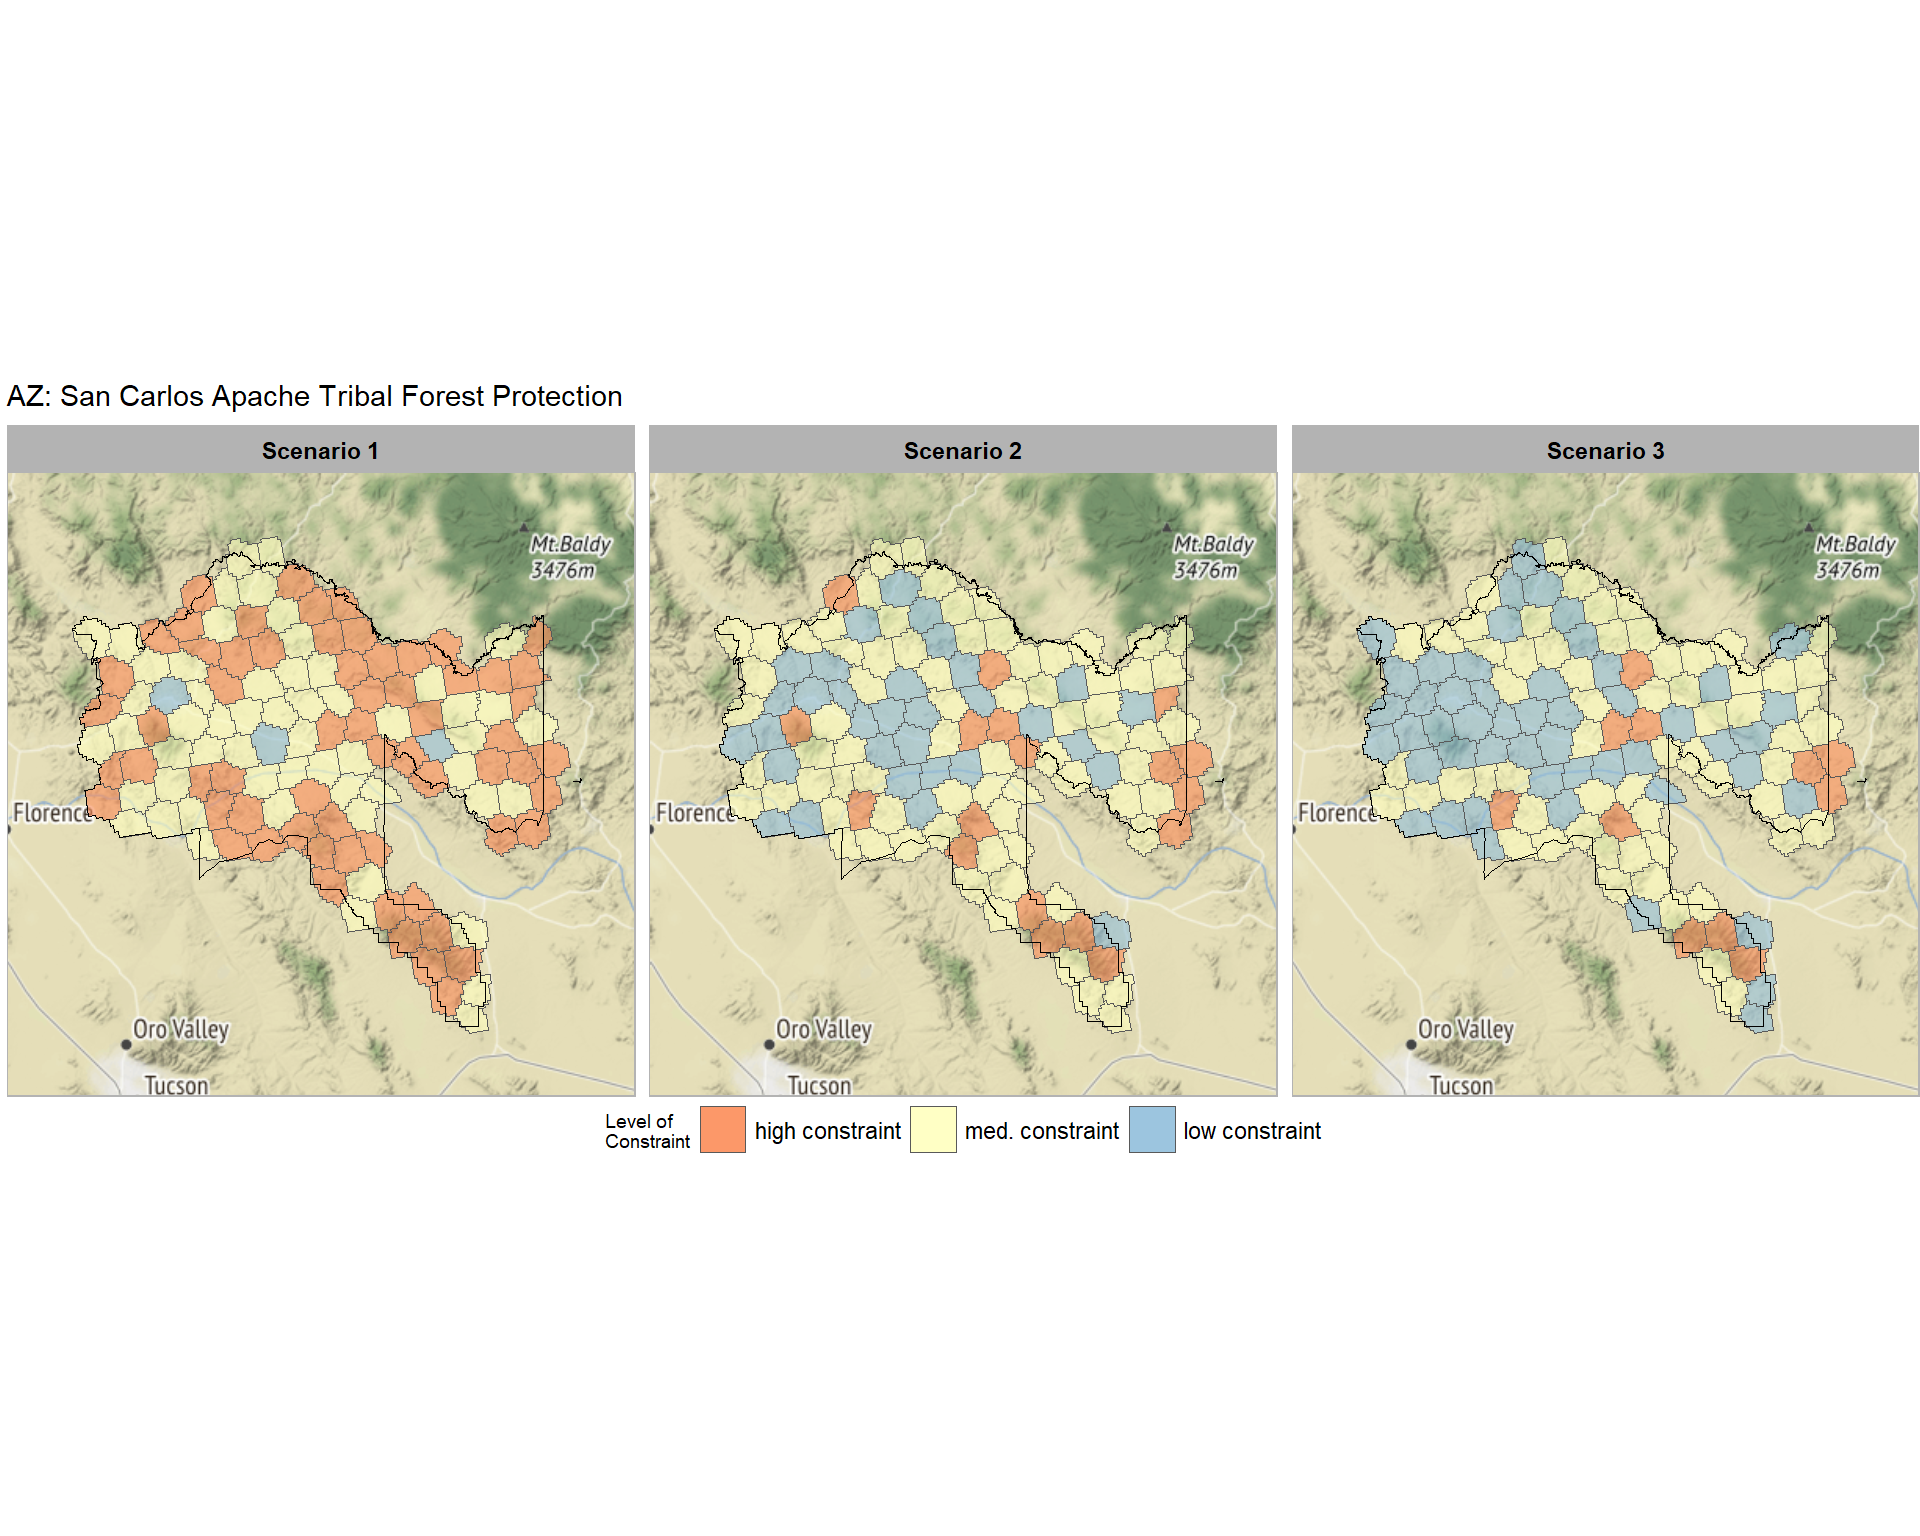 AZ: San Carlos Apache Tribal Forest Protection
Scenario 1
Scenario 2
Scenario 3
Mt.Baldy
3476m
Florence
Oro Valley
Tucson
Mt.Baldy
3476m
Florence
Oro Valley
Tucson
Mt.Baldy
3476m
Florence
Oro Valley
Tucson
Level of
Constraint
high constraint
med. constraint
low constraint